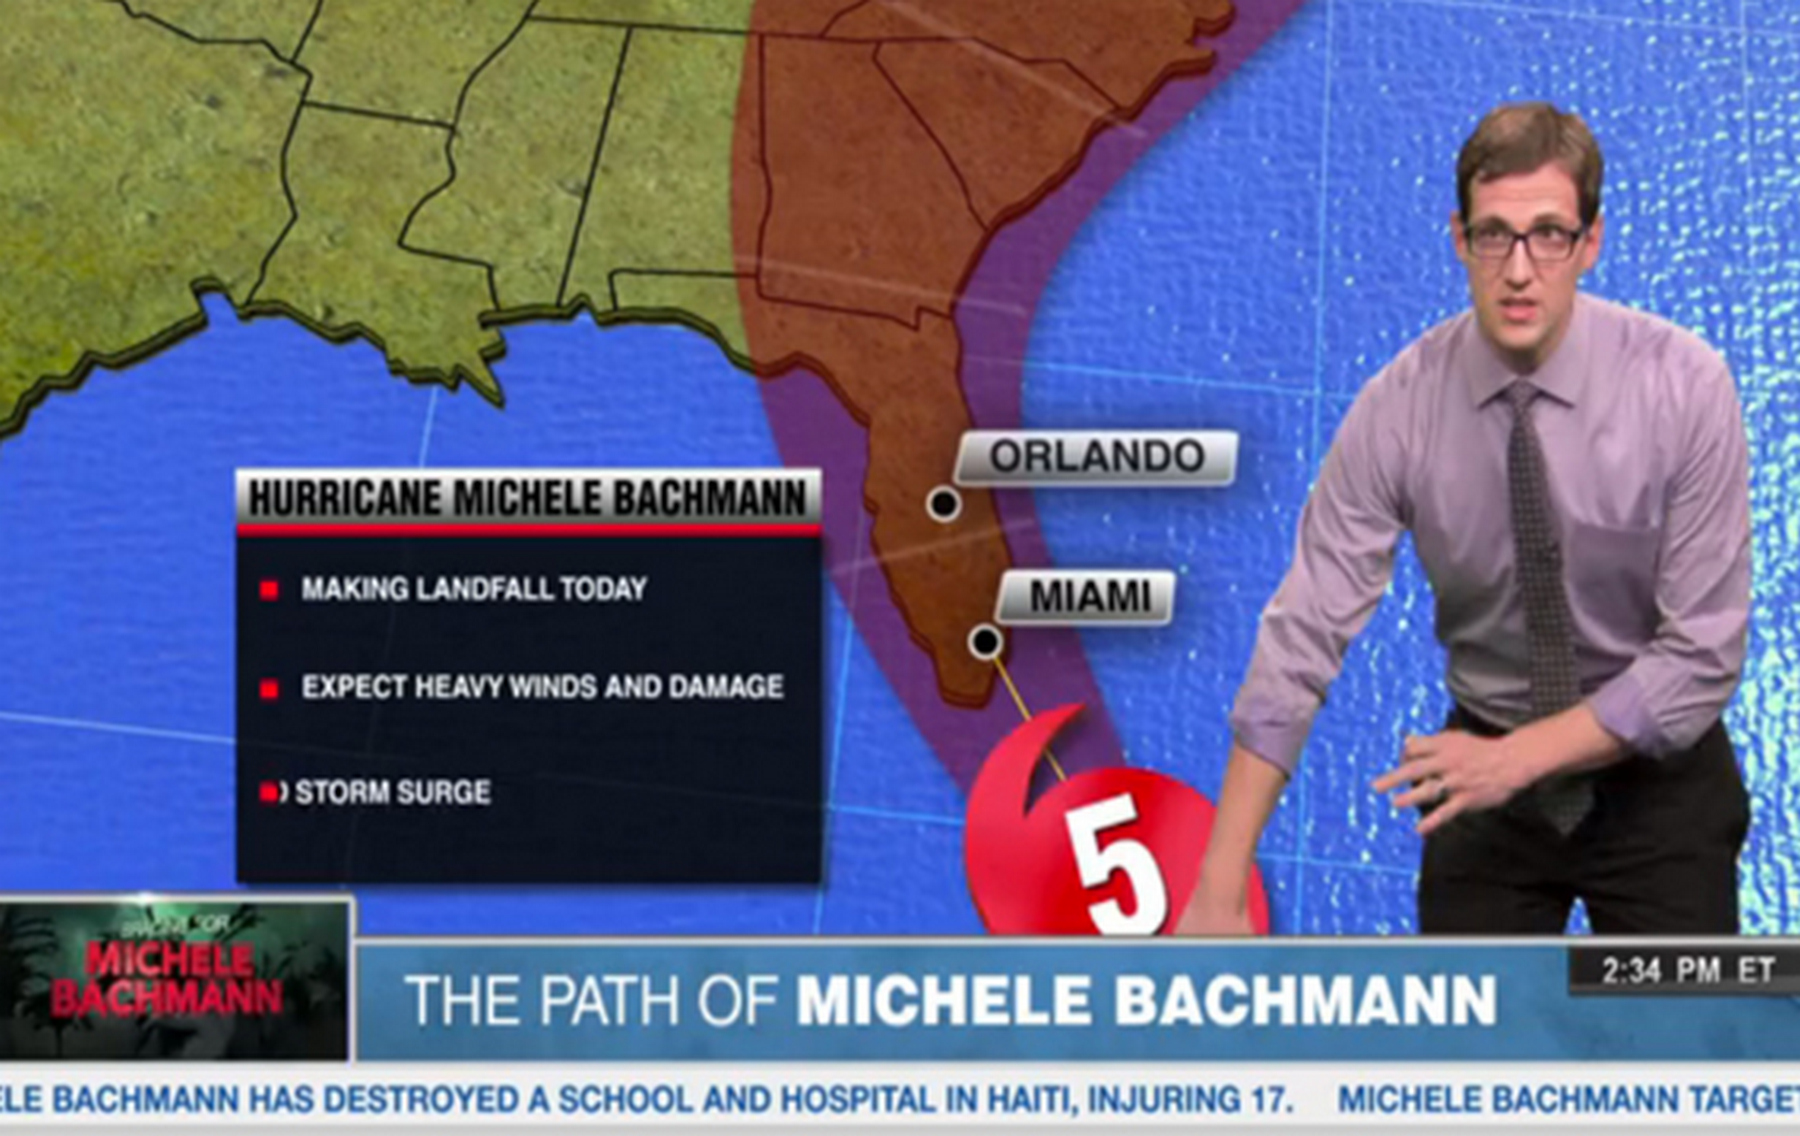 ORLANDO
HURRICANE MICHELE BACHMANN
MAKING LANDFALL TODAY
MIAMI
EXPECT HEAVY WINDS AND DAMAGE
STORM SURGE
5
BRACING FOR
MICHELE
BACHMANN
THE PATH OF MICHELE BACHMANN
2:34 PM ET
ELE BACHMANN HAS DESTROYED A SCHOOL AND HOSPITAL IN HAITI, INJURING 17. MICHELE BACHMANN TARGET